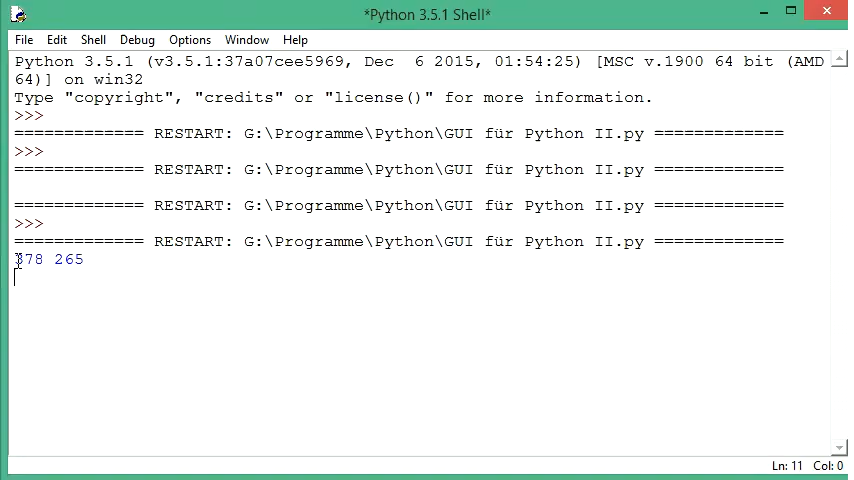 *Python 3.5.1 Shell*
File Edit Shell Debug Options Window Help
Python 3.5.1 (v3.5.1:37a07cee5969, Dec  6 2015, 01:54:25) [MSC v.1900 64 bit (AMD
64)] on win32
Type "copyright", "credits" or "license()" for more information.
>>>
============= RESTART: G:\Programme\Python\GUI für Python II.py =============
>>>
============= RESTART: G:\Programme\Python\GUI für Python II.py =============
============= RESTART: G:\Programme\Python\GUI für Python II.py =============
>>>
============= RESTART: G:\Programme\Python\GUI für Python II.py =============
378 265
Ln: 11 Col: 0